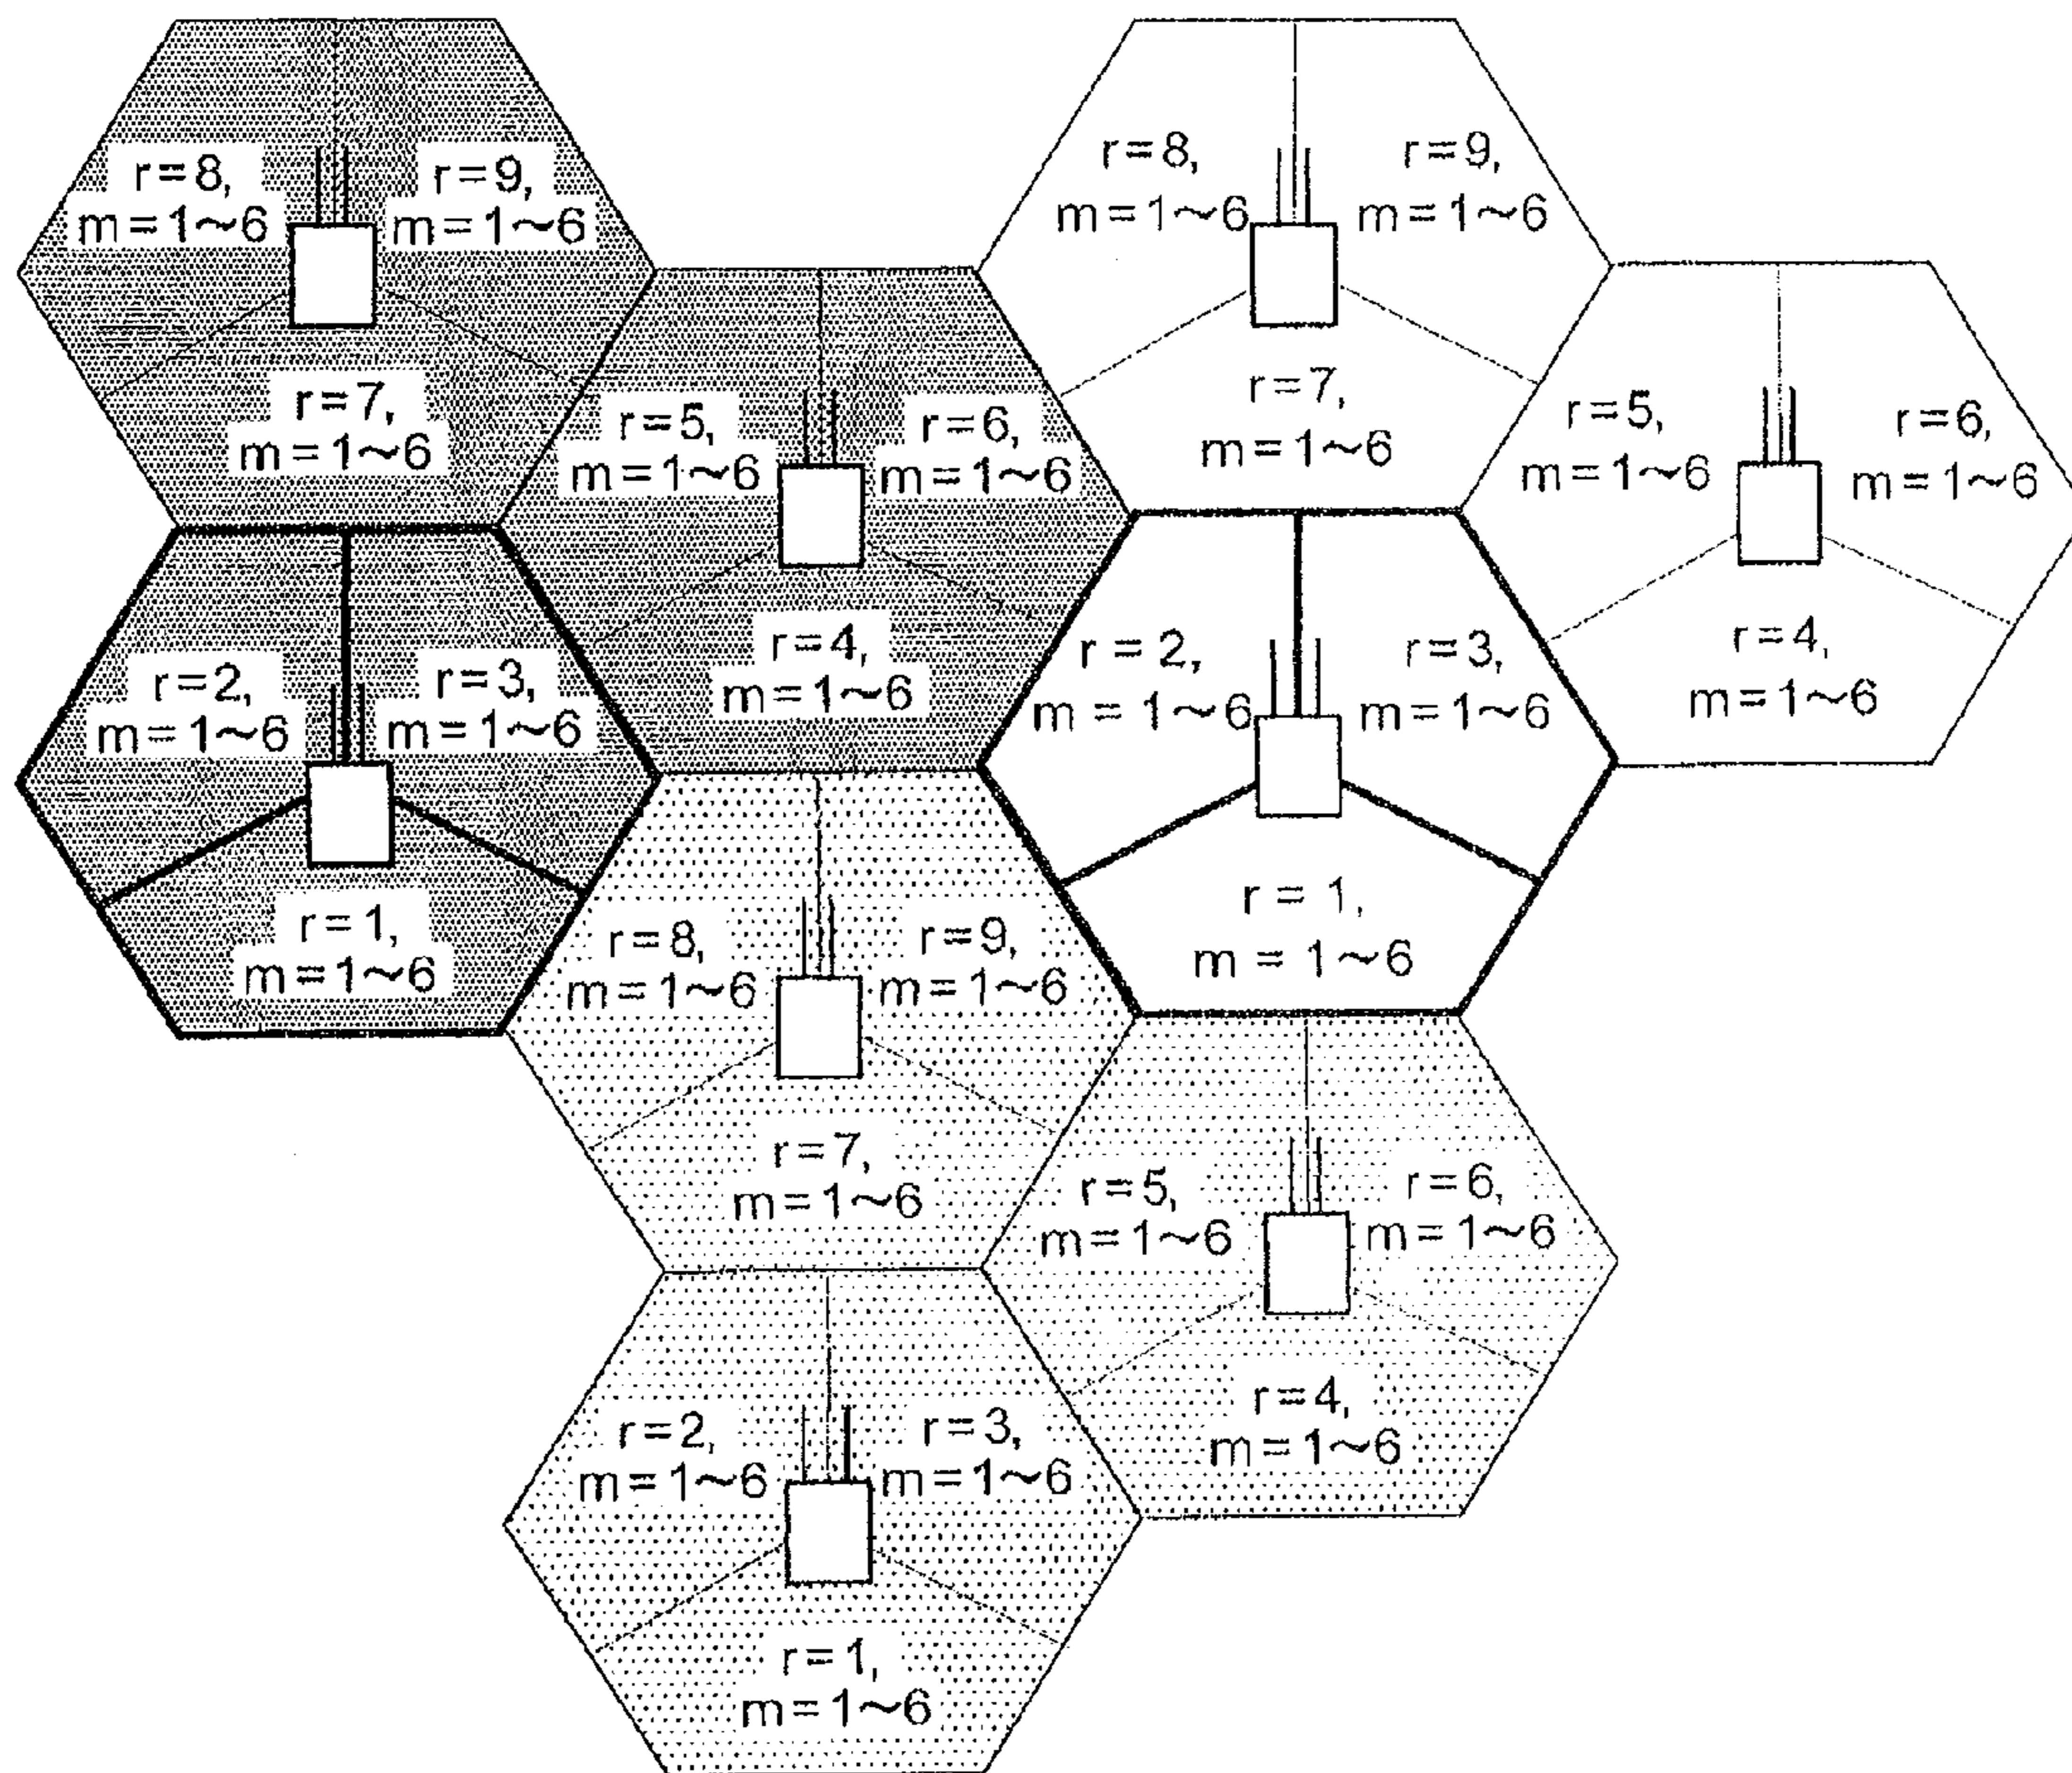 r=8,
m=1~6
r=9,
m=1~6
r=7,
m=1~6
r=8,
m=1~6
r=9,
m=1~6
r=7,
m=1~6
r=5,
m=1~6
r=6,
m=1~6
r=4,
m=1~6
r=5,
m=1~6
r=6,
m=1~6
r=4,
m=1~6
r=2,
m=1~6
r=3,
m=1~6
r=1,
m=1~6
r=2,
m=1~6
r=3,
m=1~6
r=1,
m=1~6
r=8,
m=1~6
r=9,
m=1~6
r=7,
m=1~6
r=5,
m=1~6
r=6,
m=1~6
r=4,
m=1~6
r=2,
m=1~6
r=3,
m=1~6
r=1,
m=1~6